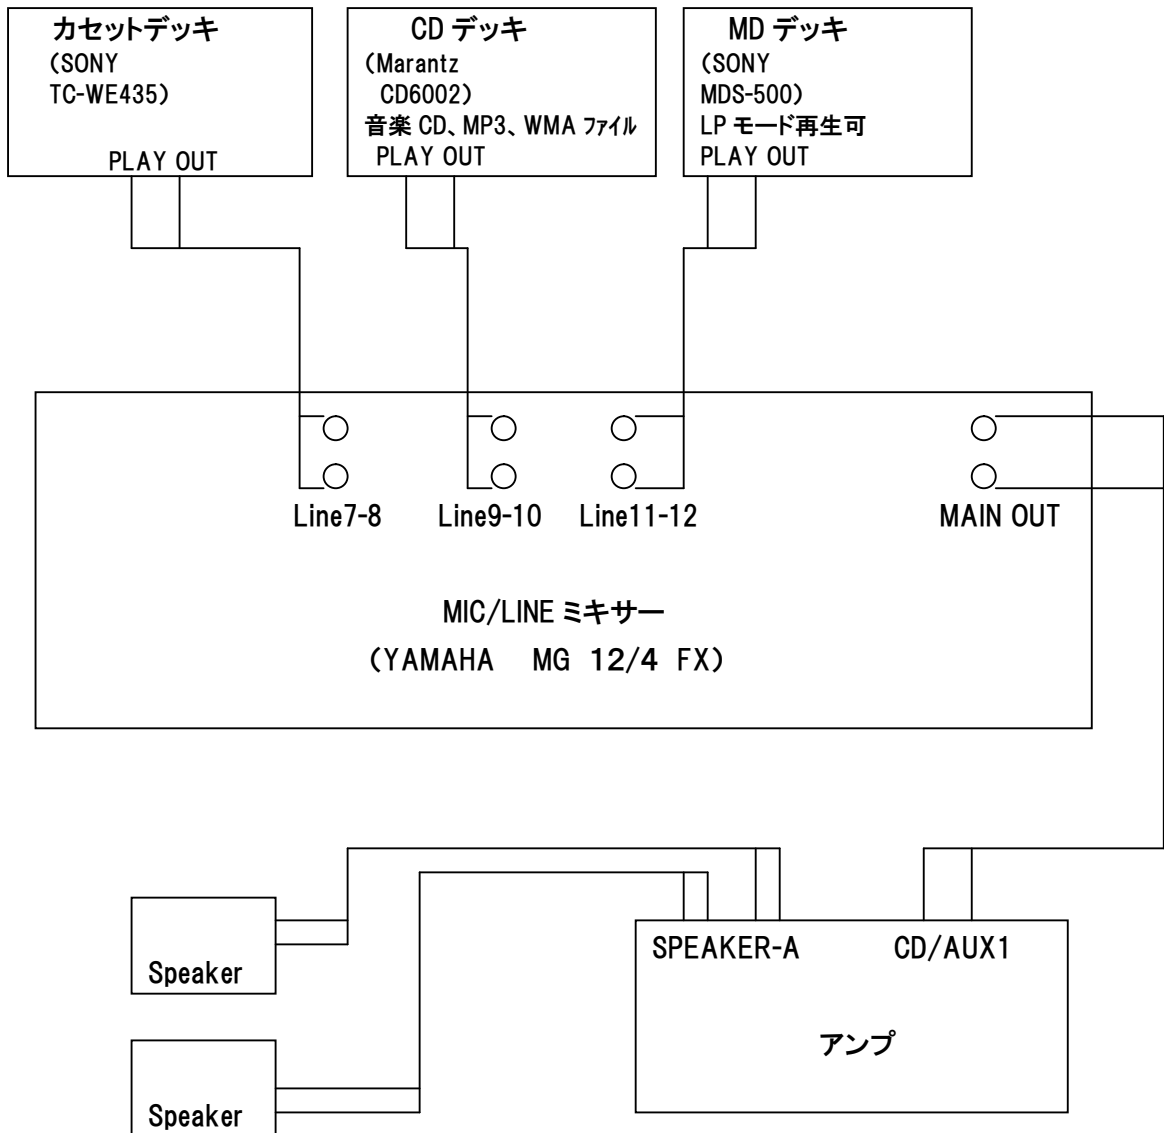 カセットデッキ
(SONY
TC-WE435)
PLAY OUT
CD デッキ
(Marantz
CD6002)
音楽 CD、MP3、WMA ファイル
PLAY OUT
MD デッキ
(SONY
MDS-500)
LP モード再生可
PLAY OUT
Line7-8
Line9-10
Line11-12
MAIN OUT
MIC/LINE ミキサー
(YAMAHA MG 12/4 FX)
Speaker
SPEAKER-A
CD/AUX1
アンプ
Speaker